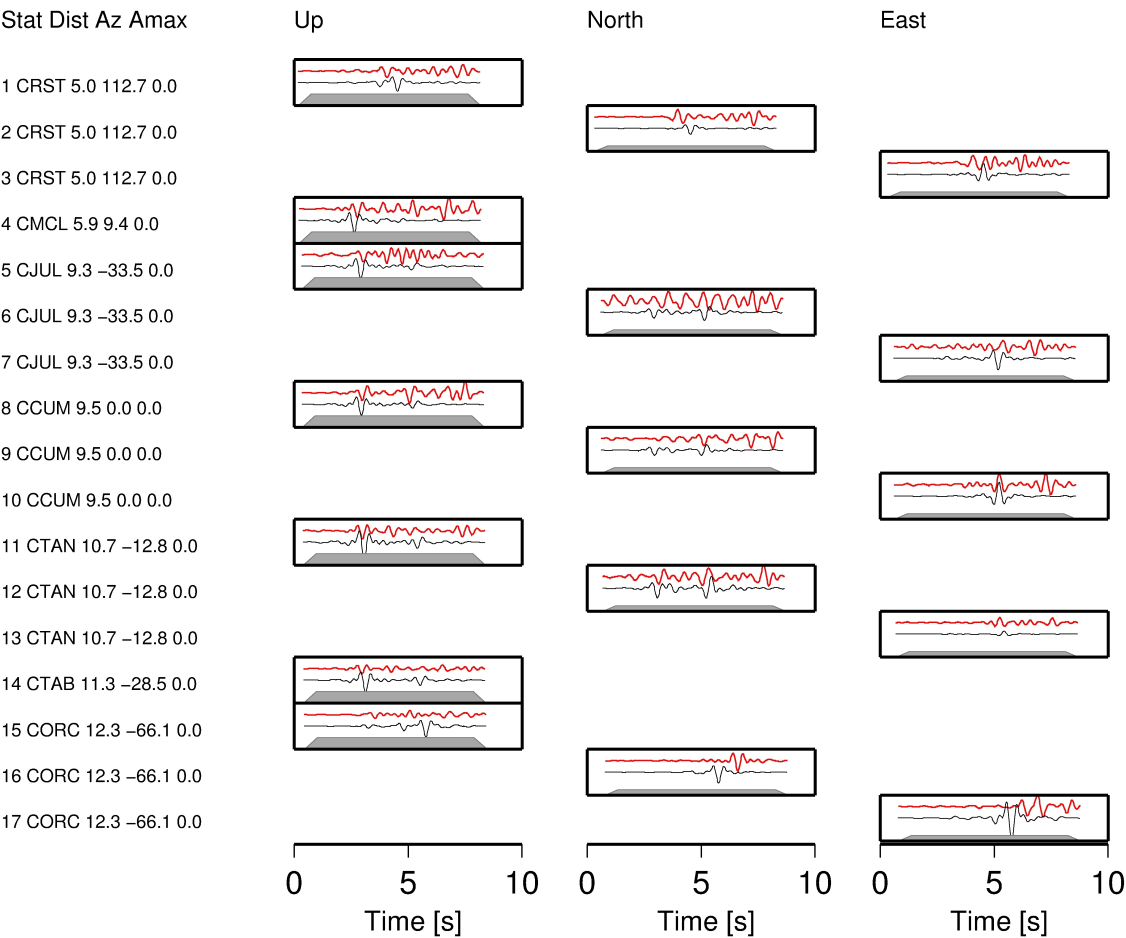 Stat Dist Az Amax Up North East
1 CRST 5.0 112.7 0.0
2 CRST 5.0 112.7 0.0
3 CRST 5.0 112.7 0.0
4 CMCL 5.9 9.4 0.0
5 CJUL 9.3 −33.5 0.0
6 CJUL 9.3 −33.5 0.0
7 CJUL 9.3 −33.5 0.0
8 CCUM 9.5 0.0 0.0
9 CCUM 9.5 0.0 0.0
10 CCUM 9.5 0.0 0.0
11 CTAN 10.7 −12.8 0.0
12 CTAN 10.7 −12.8 0.0
13 CTAN 10.7 −12.8 0.0
14 CTAB 11.3 −28.5 0.0
15 CORC 12.3 −66.1 0.0
16 CORC 12.3 −66.1 0.0
17 CORC 12.3 −66.1 0.0
0 5 10 0 5 10 0 5 10
Time [s] Time [s] Time [s]